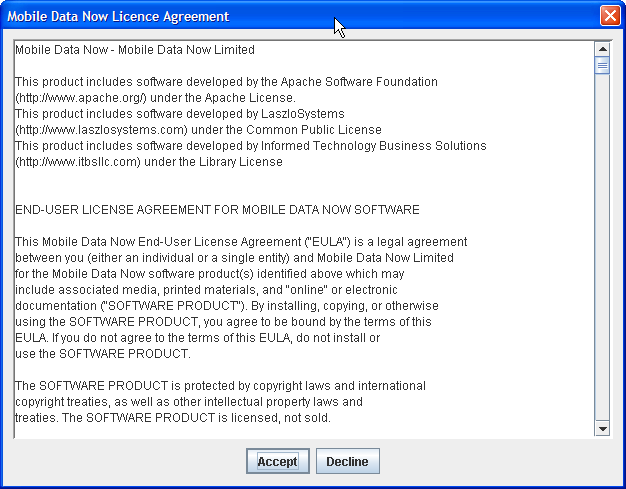 Mobile Data Now Licence Agreement
Mobile Data Now - Mobile Data Now Limited
This product includes software developed by the Apache Software Foundation
(http://www.apache.org/) under the Apache License.
This product includes software developed by LaszloSystems
(http://www.laszlosystems.com) under the Common Public License
This product includes software developed by Informed Technology Business Solutions
(http://www.itbsllc.com) under the Library License
END-USER LICENSE AGREEMENT FOR MOBILE DATA NOW SOFTWARE
This Mobile Data Now End-User License Agreement ("EULA") is a legal agreement
between you (either an individual or a single entity) and Mobile Data Now Limited
for the Mobile Data Now software product(s) identified above which may
include associated media, printed materials, and "online" or electronic
documentation ("SOFTWARE PRODUCT"). By installing, copying, or otherwise
using the SOFTWARE PRODUCT, you agree to be bound by the terms of this
EULA. If you do not agree to the terms of this EULA, do not install or
use the SOFTWARE PRODUCT.
The SOFTWARE PRODUCT is protected by copyright laws and international
copyright treaties, as well as other intellectual property laws and
treaties. The SOFTWARE PRODUCT is licensed, not sold.
Accept Decline